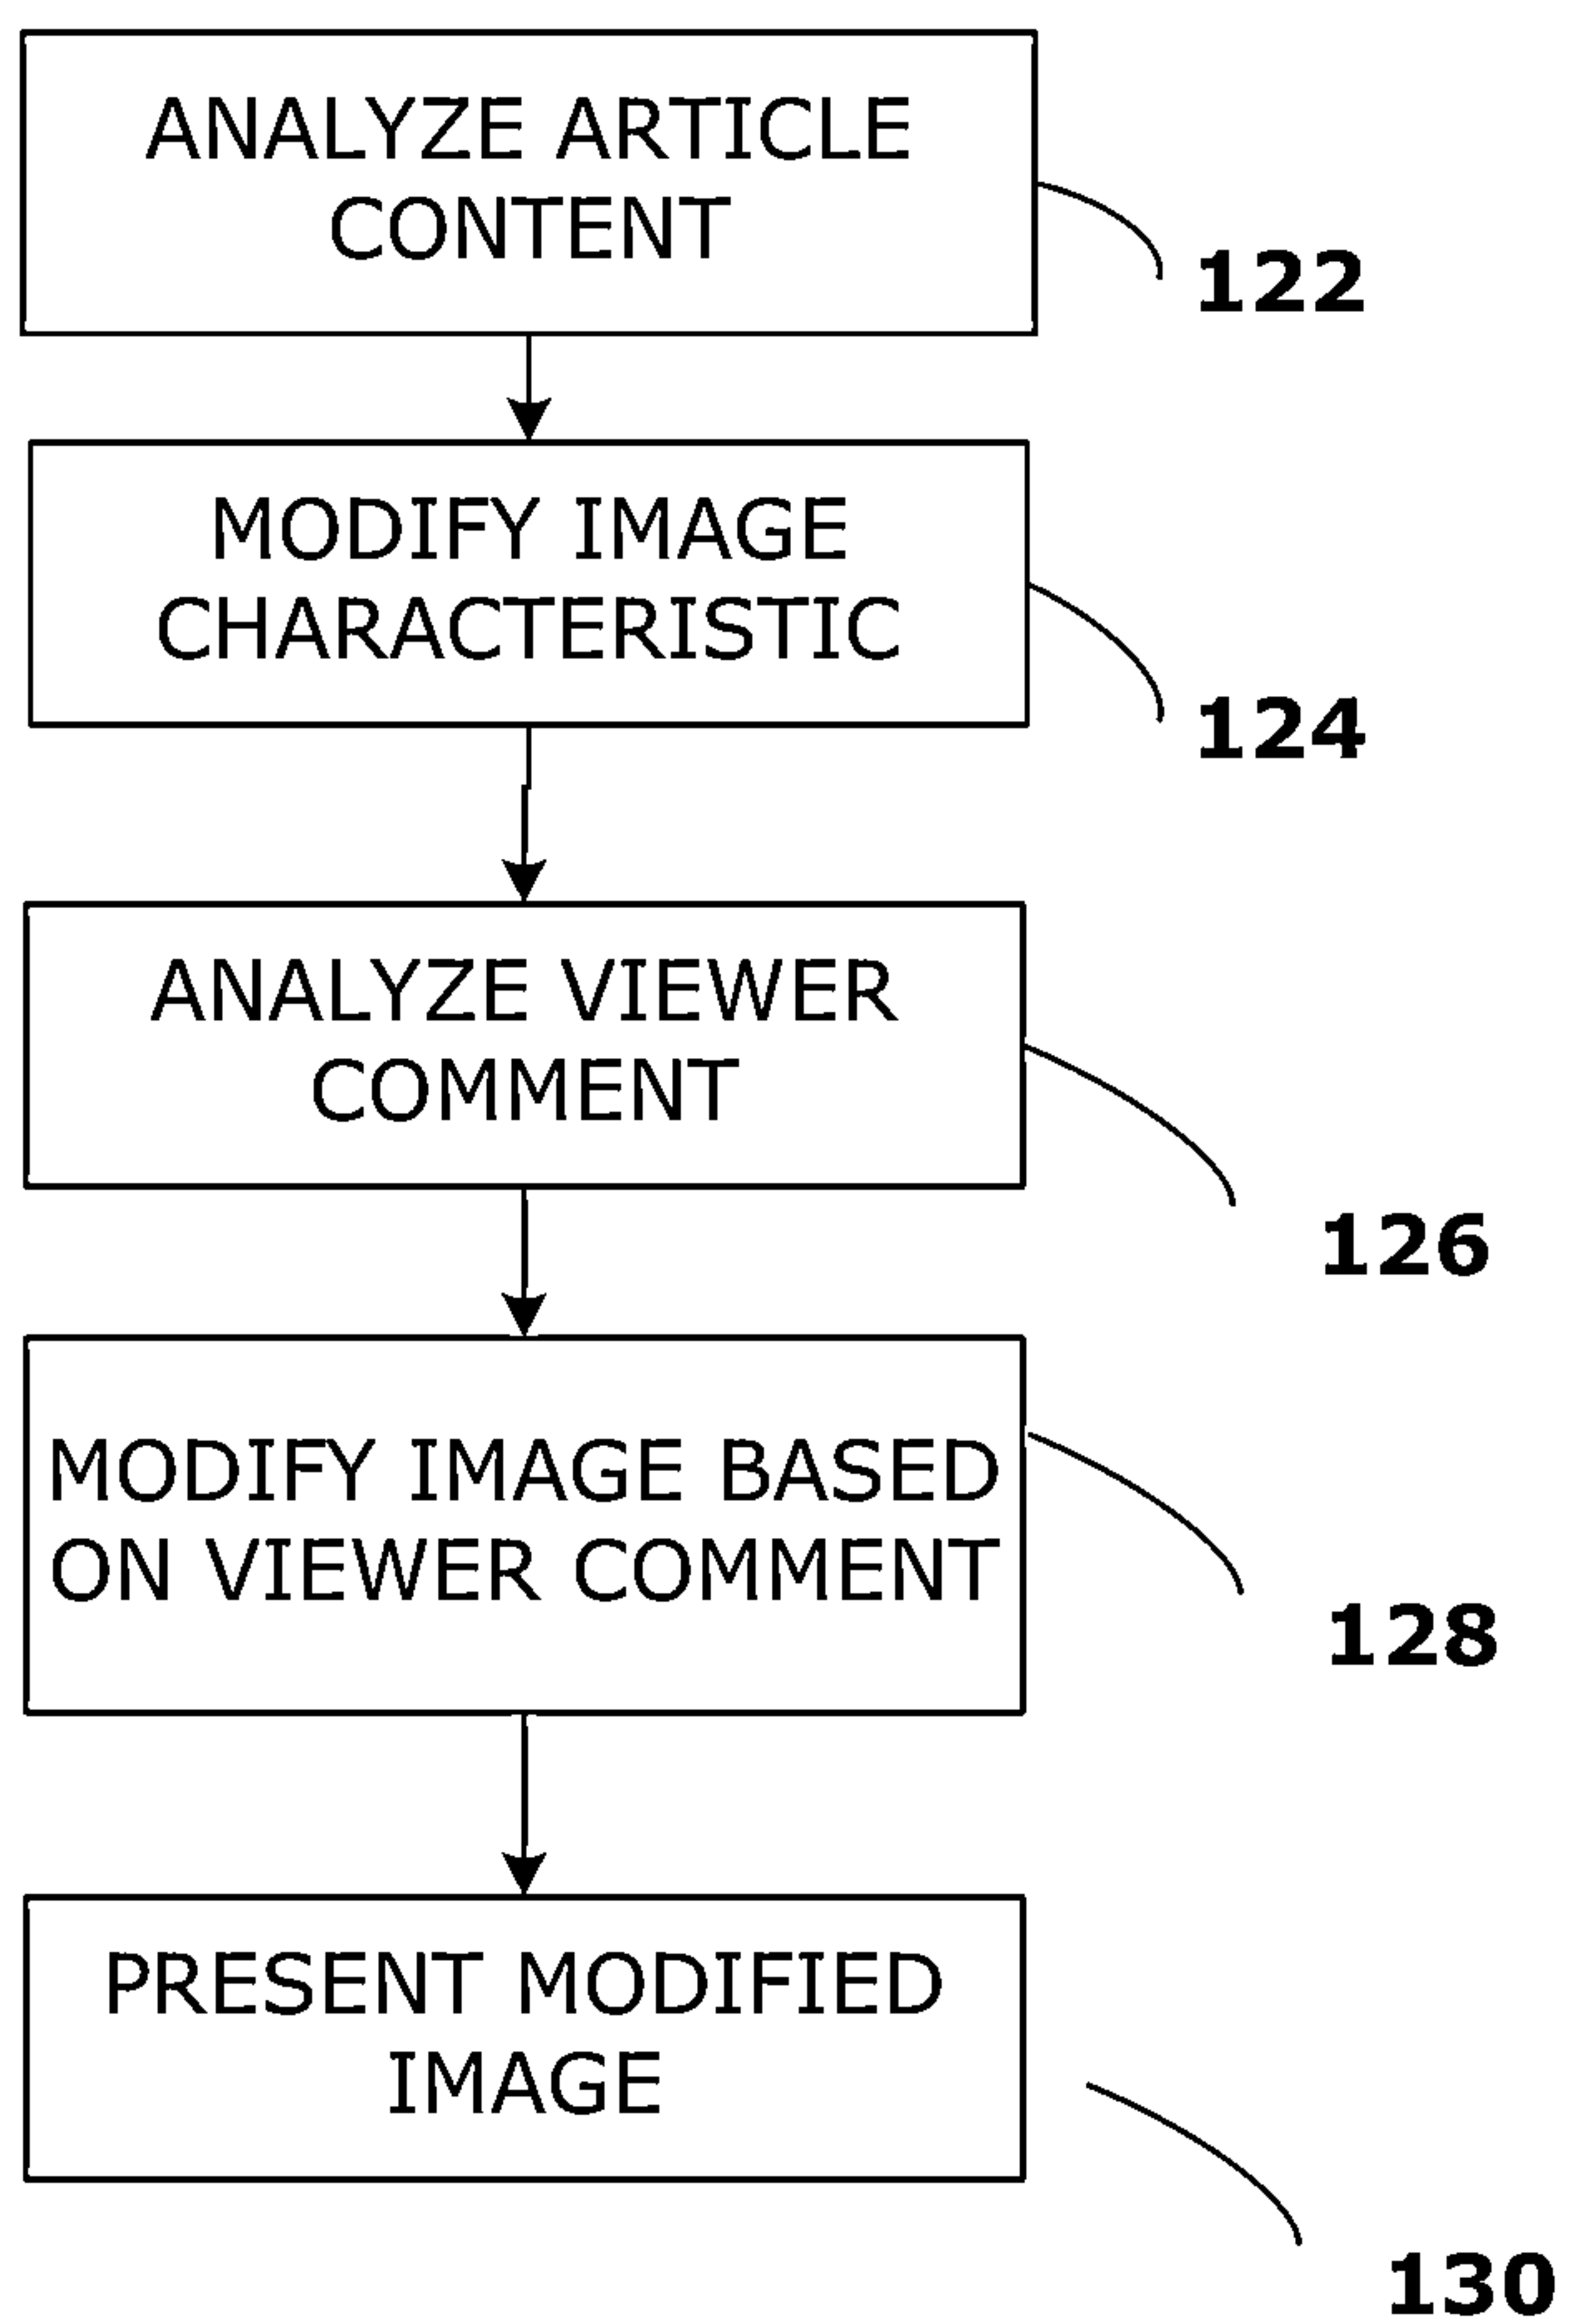 ANALYZE ARTICLE
CONTENT
122
MODIFY IMAGE
CHARACTERISTIC
124
ANALYZE VIEWER
COMMENT
126
MODIFY IMAGE BASED
ON VIEWER COMMENT
128
PRESENT MODIFIED
IMAGE
130